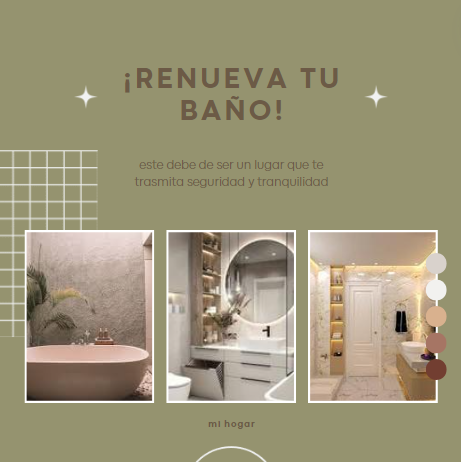 ¡RENUEVA TU
BAÑO!
este debe de ser un lugar que te
trasmita seguridad y tranquilidad
mi hogar